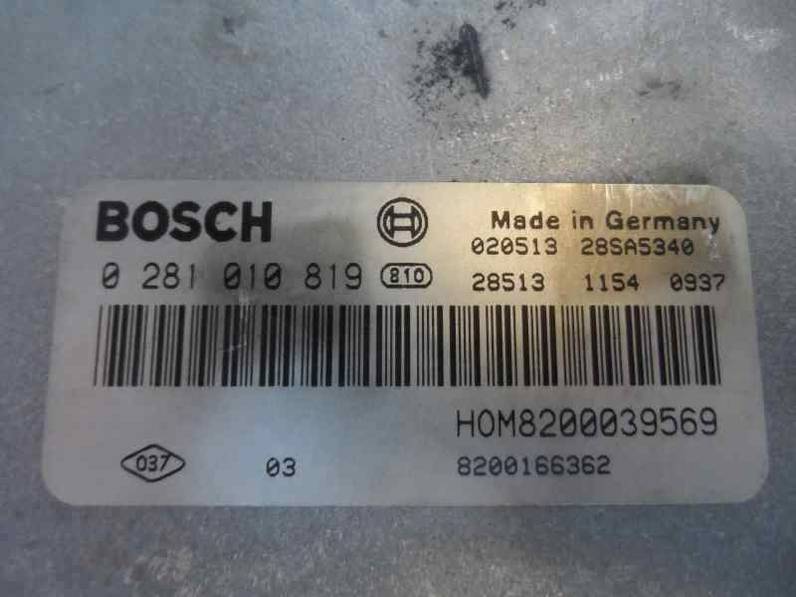 BOSCH
Made in Germany
020513 28SA5340
0 281 010 819 810
28513 1154 0937
HOM8200039569
037 03
8200166362